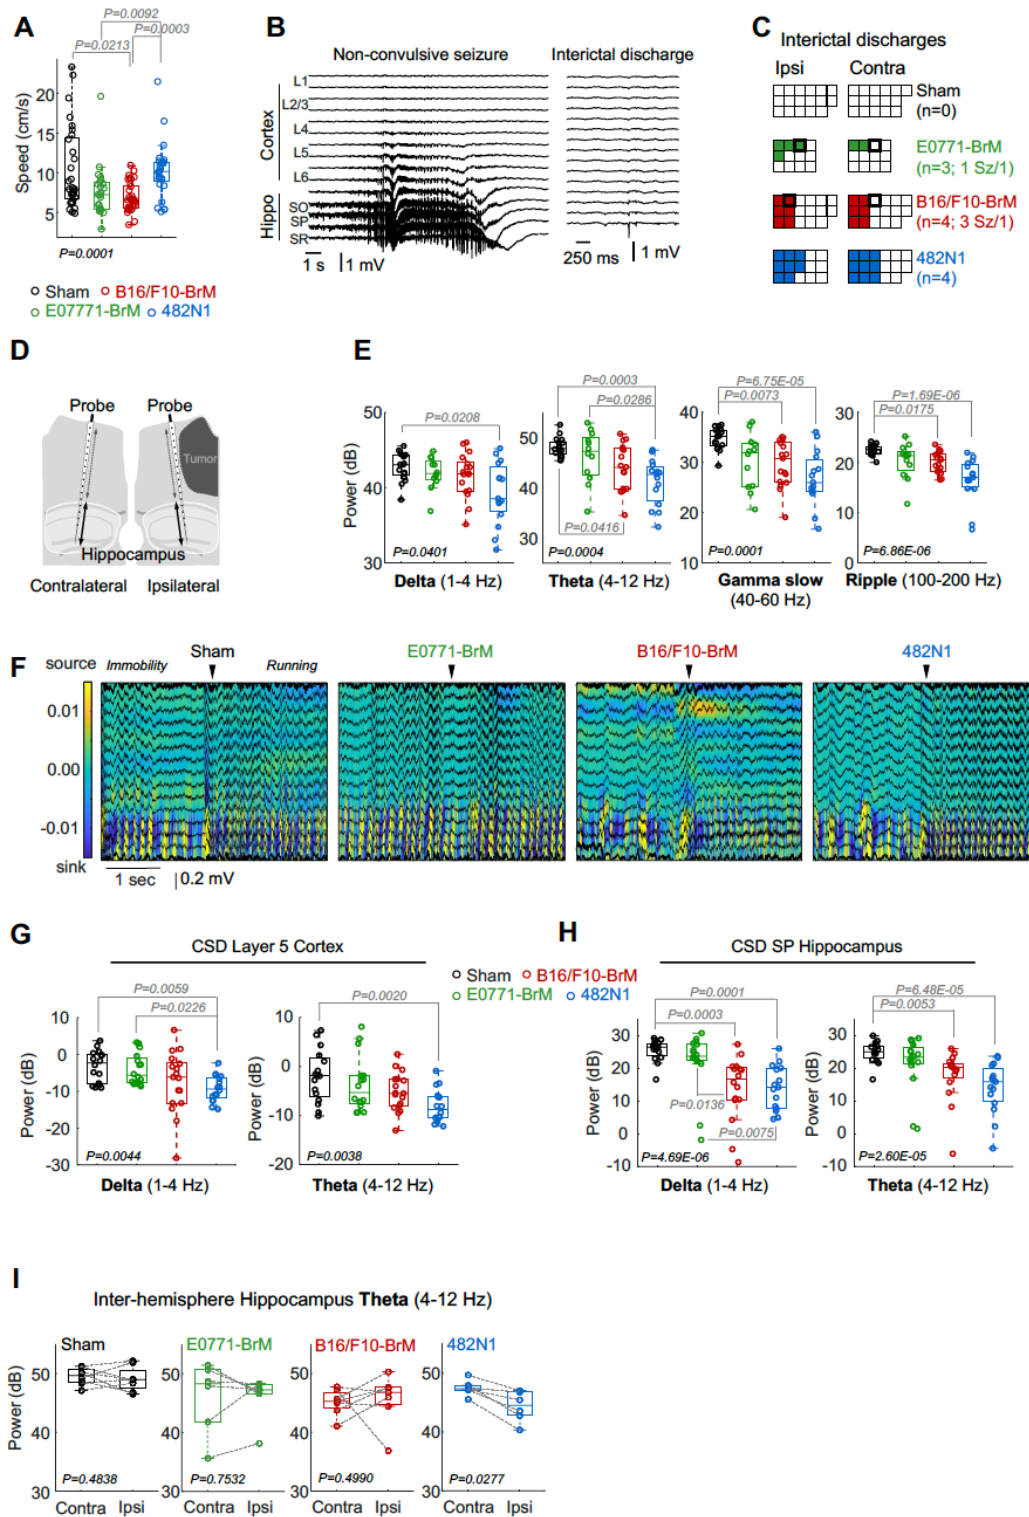 A
P=0.0092
P=0.0213
P=0.0003
Speed (cm/s)
20
15
10
5
P=0.0001
Sham
B16/F10-BrM
E07771-BrM
482N1
B
Non-convulsive seizure
Interictal discharge
Cortex
L1
L2/3
L4
L5
L6
Hippo
SO
SP
SR
1 s
1 mV
250 ms
1 mV
C
Interictal discharges
Ipsi
Contra
Sham
(n=0)
E0771-BrM
(n=3; 1 Sz/1)
B16/F10-BrM
(n=4; 3 Sz/1)
482N1
(n=4)
D
Probe
Probe
Tumor
Hippocampus
Contralateral
Ipsilateral
E
Power (dB)
50
40
30
P=0.0208
P=0.0401
Delta (1-4 Hz)
50
40
30
P=0.0003
P=0.0286
P=0.0416
P=0.0004
Theta (4-12 Hz)
40
30
20
10
P=6.75E-05
P=0.0073
P=0.0001
Gamma slow
(40-60 Hz)
30
20
10
0
P=1.69E-06
P=0.0175
P=6.86E-06
Ripple (100-200 Hz)
F
source
0.01
0.00
-0.01
sink
Immobility
Sham
Running
E0771-BrM
B16/F10-BrM
482N1
1 sec
0.2 mV
G
CSD Layer 5 Cortex
Power (dB)
10
0
-10
-20
-30
P=0.0059
P=0.0226
P=0.0044
Delta (1-4 Hz)
Power (dB)
10
0
-10
-20
P=0.0020
P=0.0038
Theta (4-12 Hz)
Sham
B16/F10-BrM
E0771-BrM
482N1
H
CSD SP Hippocampus
Power (dB)
30
20
10
0
-10
P=0.0001
P=0.0003
P=0.0136
P=0.0075
P=4.69E-06
Delta (1-4 Hz)
Power (dB)
30
20
10
0
-10
P=6.48E-05
P=0.0053
P=2.60E-05
Theta (4-12 Hz)
I
Inter-hemisphere Hippocampus Theta (4-12 Hz)
Power (dB)
Sham
50
40
30
P=0.4838
Contra
Ipsi
E0771-BrM
50
40
30
P=0.7532
Contra
Ipsi
B16/F10-BrM
50
40
30
P=0.4990
Contra
Ipsi
482N1
50
40
30
P=0.0277
Contra
Ipsi